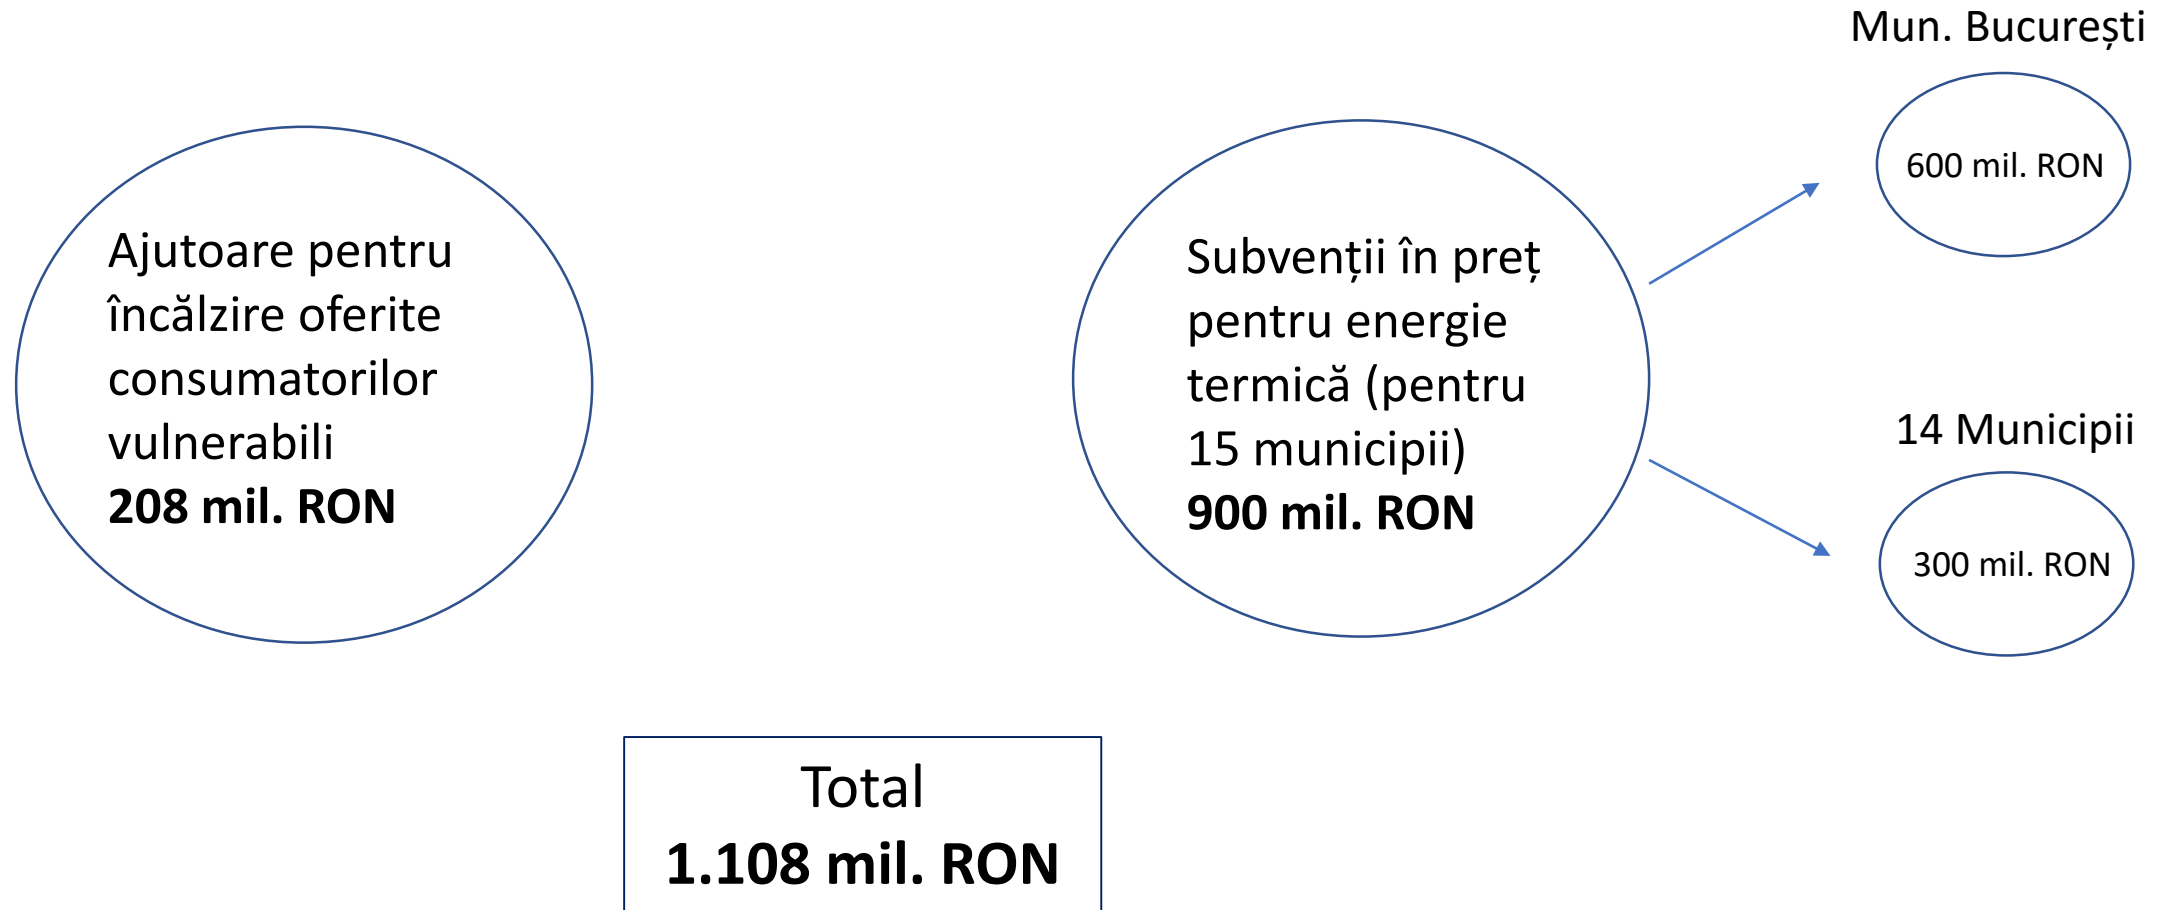 Ajutoare pentru
încălzire oferite
consumatorilor
vulnerabili
208 mil. RON
Subvenții în preț
pentru energie
termică (pentru
15 municipii)
900 mil. RON
Mun. București
600 mil. RON
14 Municipii
300 mil. RON
Total
1.108 mil. RON